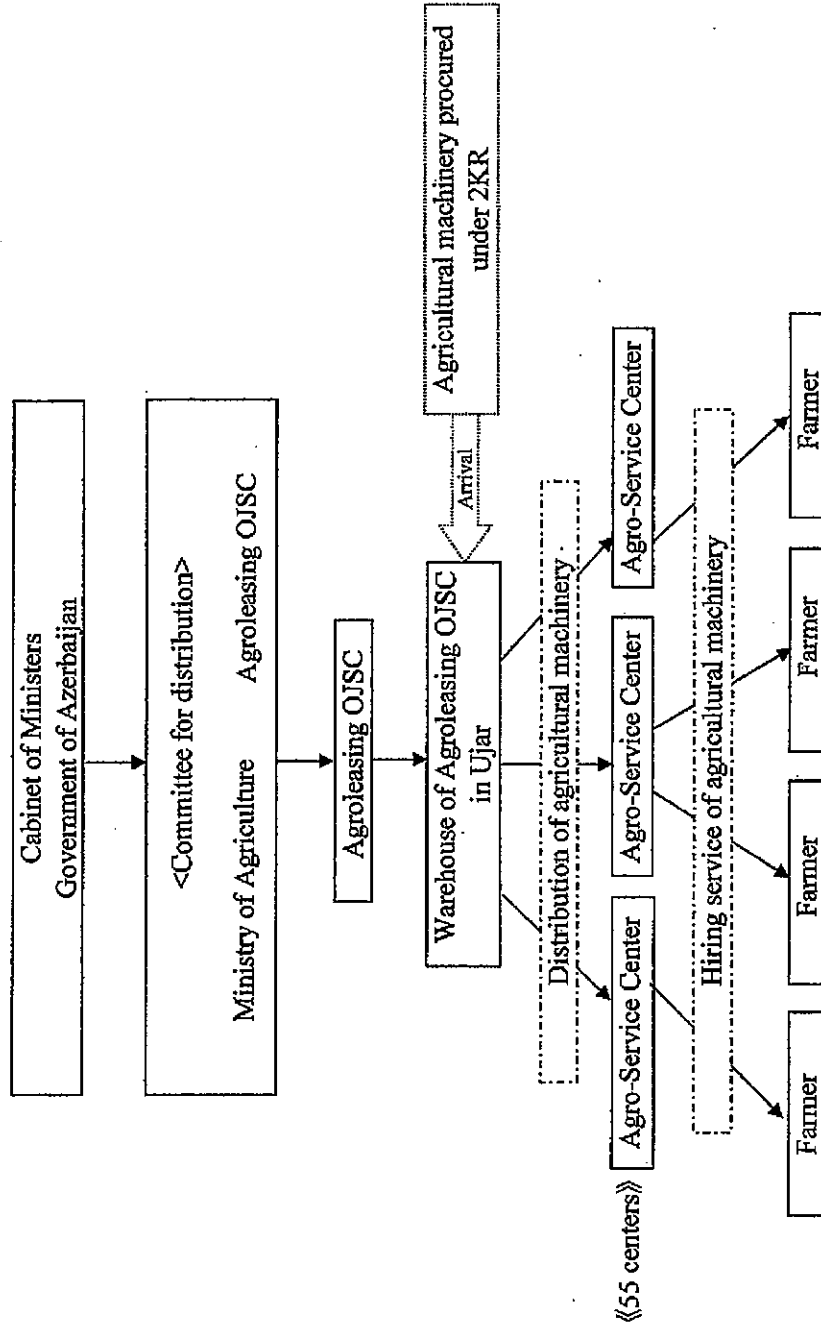 Cabinet of Ministers
Government of Azerbaijan
<Committee for distribution>
Ministry of Agriculture Agroleasing OJSC
Agroleasing OJSC
Warehouse of Agroleasing OJSC
in Ujar
Arrival
Agricultural machinery procured
under 2KR
Distribution of agricultural machinery
《55 centers》
Agro-Service Center
Agro-Service Center
Agro-Service Center
Hiring service of agricultural machinery
Farmer
Farmer
Farmer
Farmer